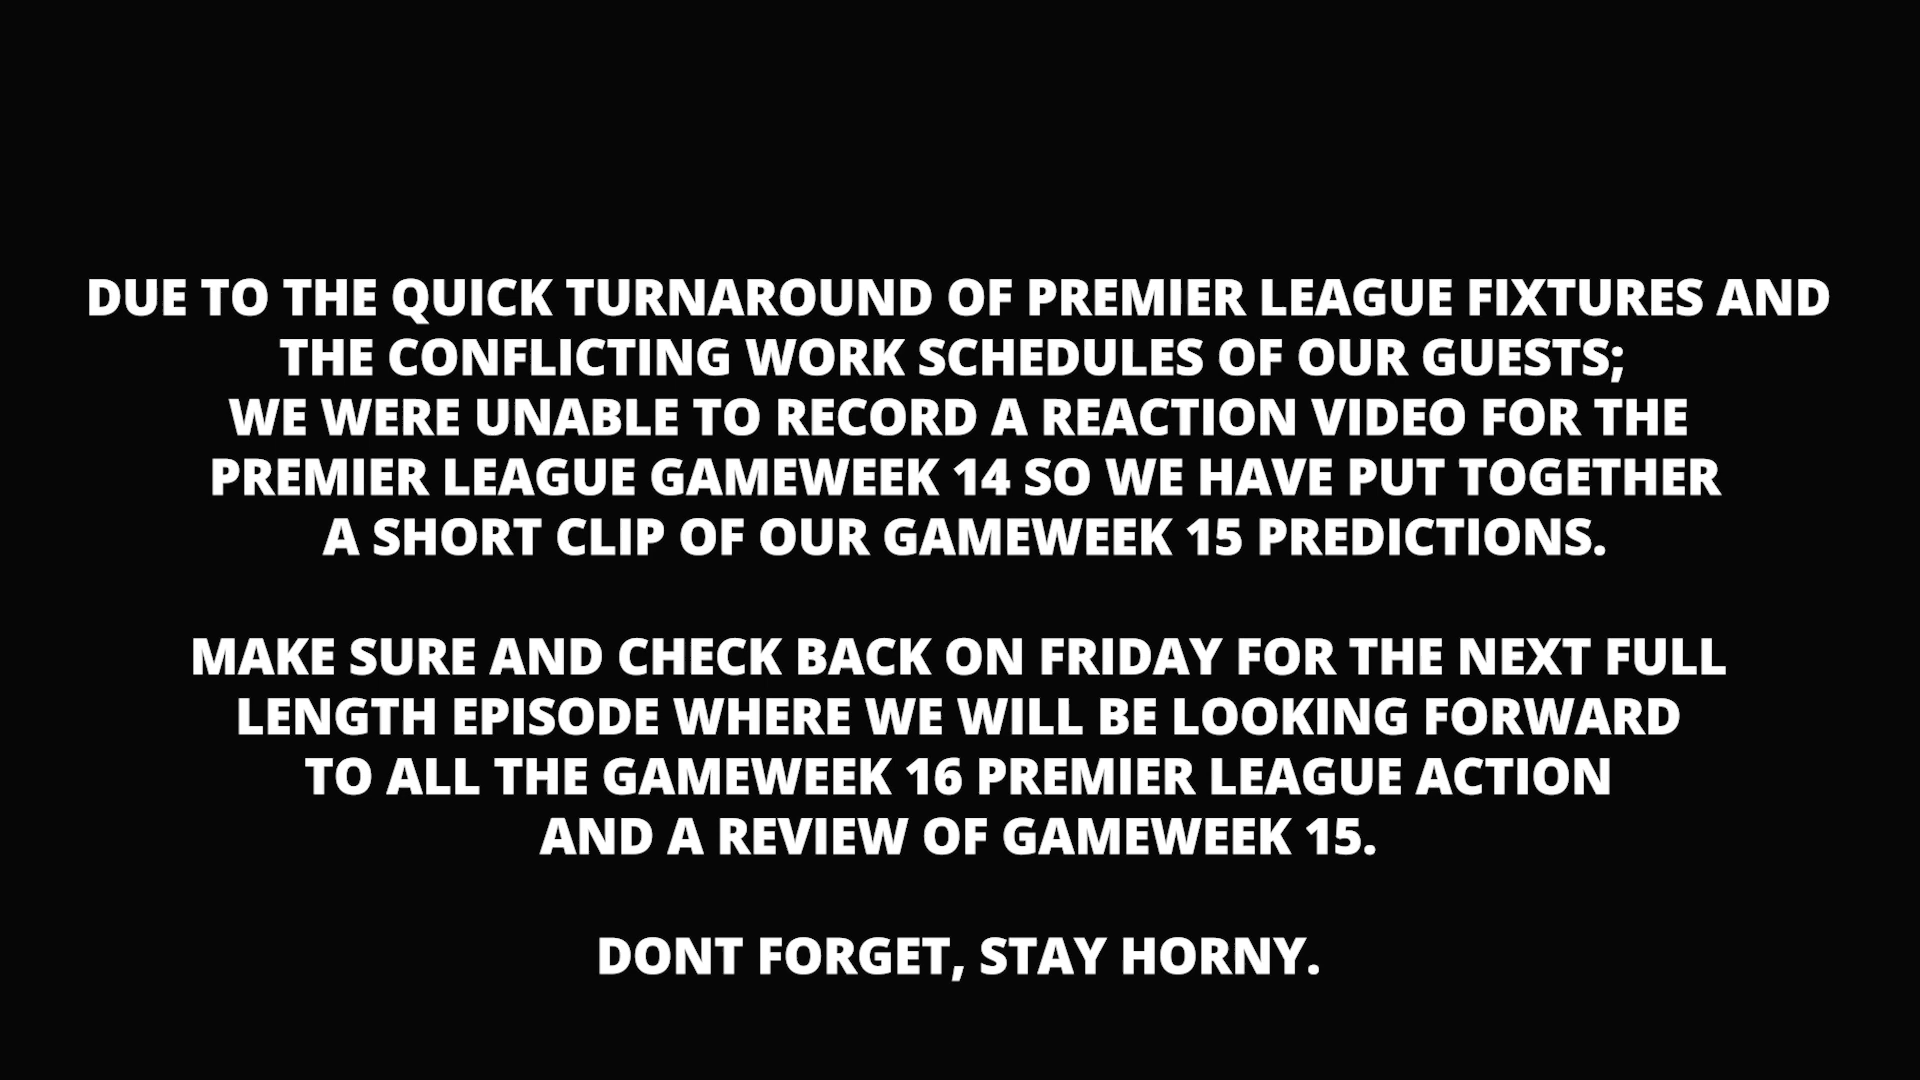 DUE TO THE QUICK TURNAROUND OF PREMIER LEAGUE FIXTURES AND
THE CONFLICTING WORK SCHEDULES OF OUR GUESTS;
WE WERE UNABLE TO RECORD A REACTION VIDEO FOR THE
PREMIER LEAGUE GAMEWEEK 14 SO WE HAVE PUT TOGETHER
A SHORT CLIP OF OUR GAMEWEEK 15 PREDICTIONS.
MAKE SURE AND CHECK BACK ON FRIDAY FOR THE NEXT FULL
LENGTH EPISODE WHERE WE WILL BE LOOKING FORWARD
TO ALL THE GAMEWEEK 16 PREMIER LEAGUE ACTION
AND A REVIEW OF GAMEWEEK 15.
DONT FORGET, STAY HORNY.